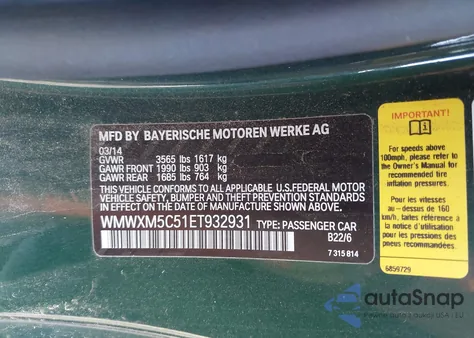 MFD BY BAYERISCHE MOTOREN WERKE AG
03/14
GVWR 3565 lbs 1617 kg
GAWR FRONT 1990 lbs 903 kg
GAWR REAR 1685 lbs 764 kg
THIS VEHICLE CONFORMS TO ALL APPLICABLE U.S.FEDERAL MOTOR
VEHICLE SAFETY, BUMPER AND THEFT PREVENTION STANDARDS
IN EFFECT ON THE DATE OF MANUFACTURE SHOWN ABOVE.
WMWXM5C51ET932931 TYPE: PASSENGER CAR
B22/6
7 315 814
IMPORTANT!
For speeds above
100mph, please refer to
the Owner's Manual for
tire inflation
pressures.
Pour les vitesses
au-dessus de 160
km/h, faites référence à
la notice d'utilisation
pour les pressions
de pneu recommandées.
6859729
autoSnap